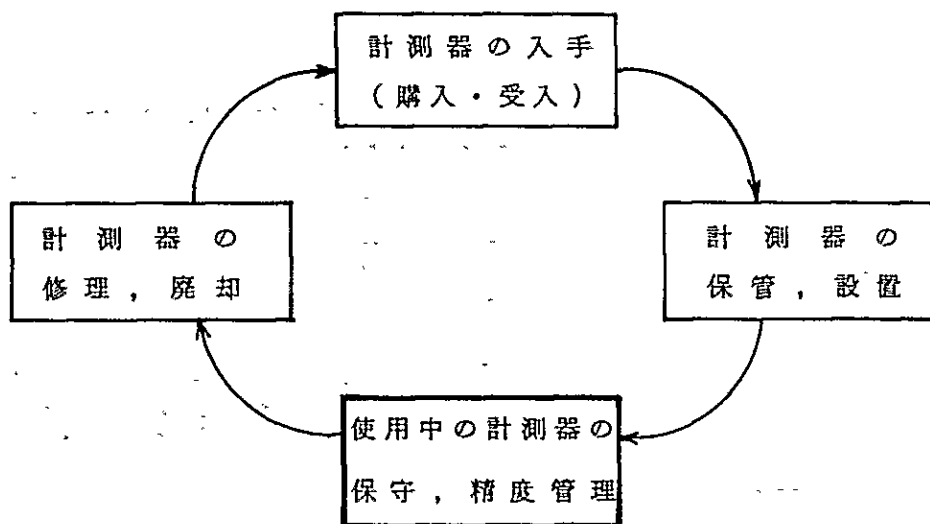 計測器の入手
(購入・受入)
計測器の
保管,設置
使用中の計測器の
保守,精度管理
計測器の
修理,廃却